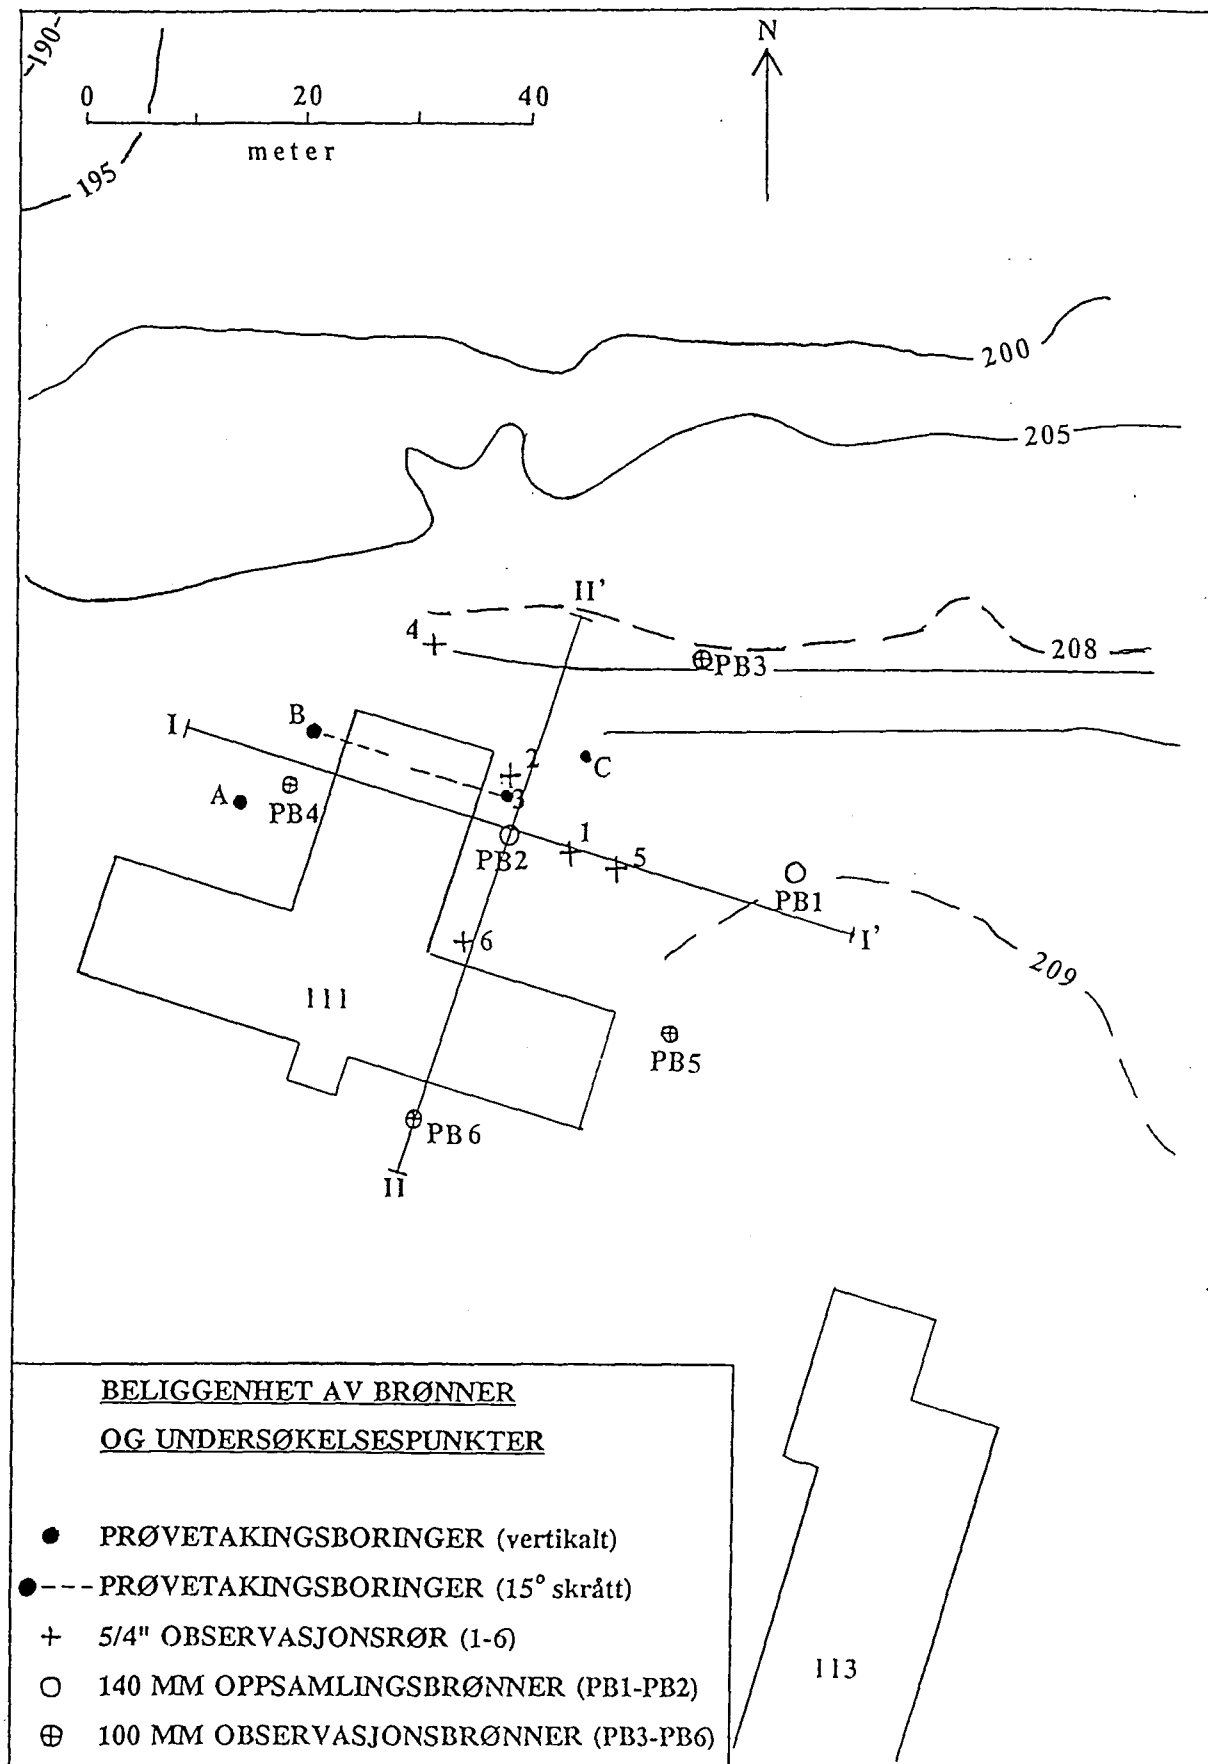 190
N
0 20 40
meter
195
200
205
II'
4
208
PB3
B
I
2
C
A
3
PB4
1
PB2
5
PB1
I'
6
209
111
PB5
PB6
II
BELIGGENHET AV BRØNNER
OG UNDERSØKELSESPUNKTER
PRØVETAKINGSBORINGER (vertikalt)
PRØVETAKINGSBORINGER (15° skrått)
5/4" OBSERVASJONSRØR (1-6)
113
140 MM OPPSAMLINGSBRØNNER (PB1-PB2)
100 MM OBSERVASJONSBRØNNER (PB3-PB6)